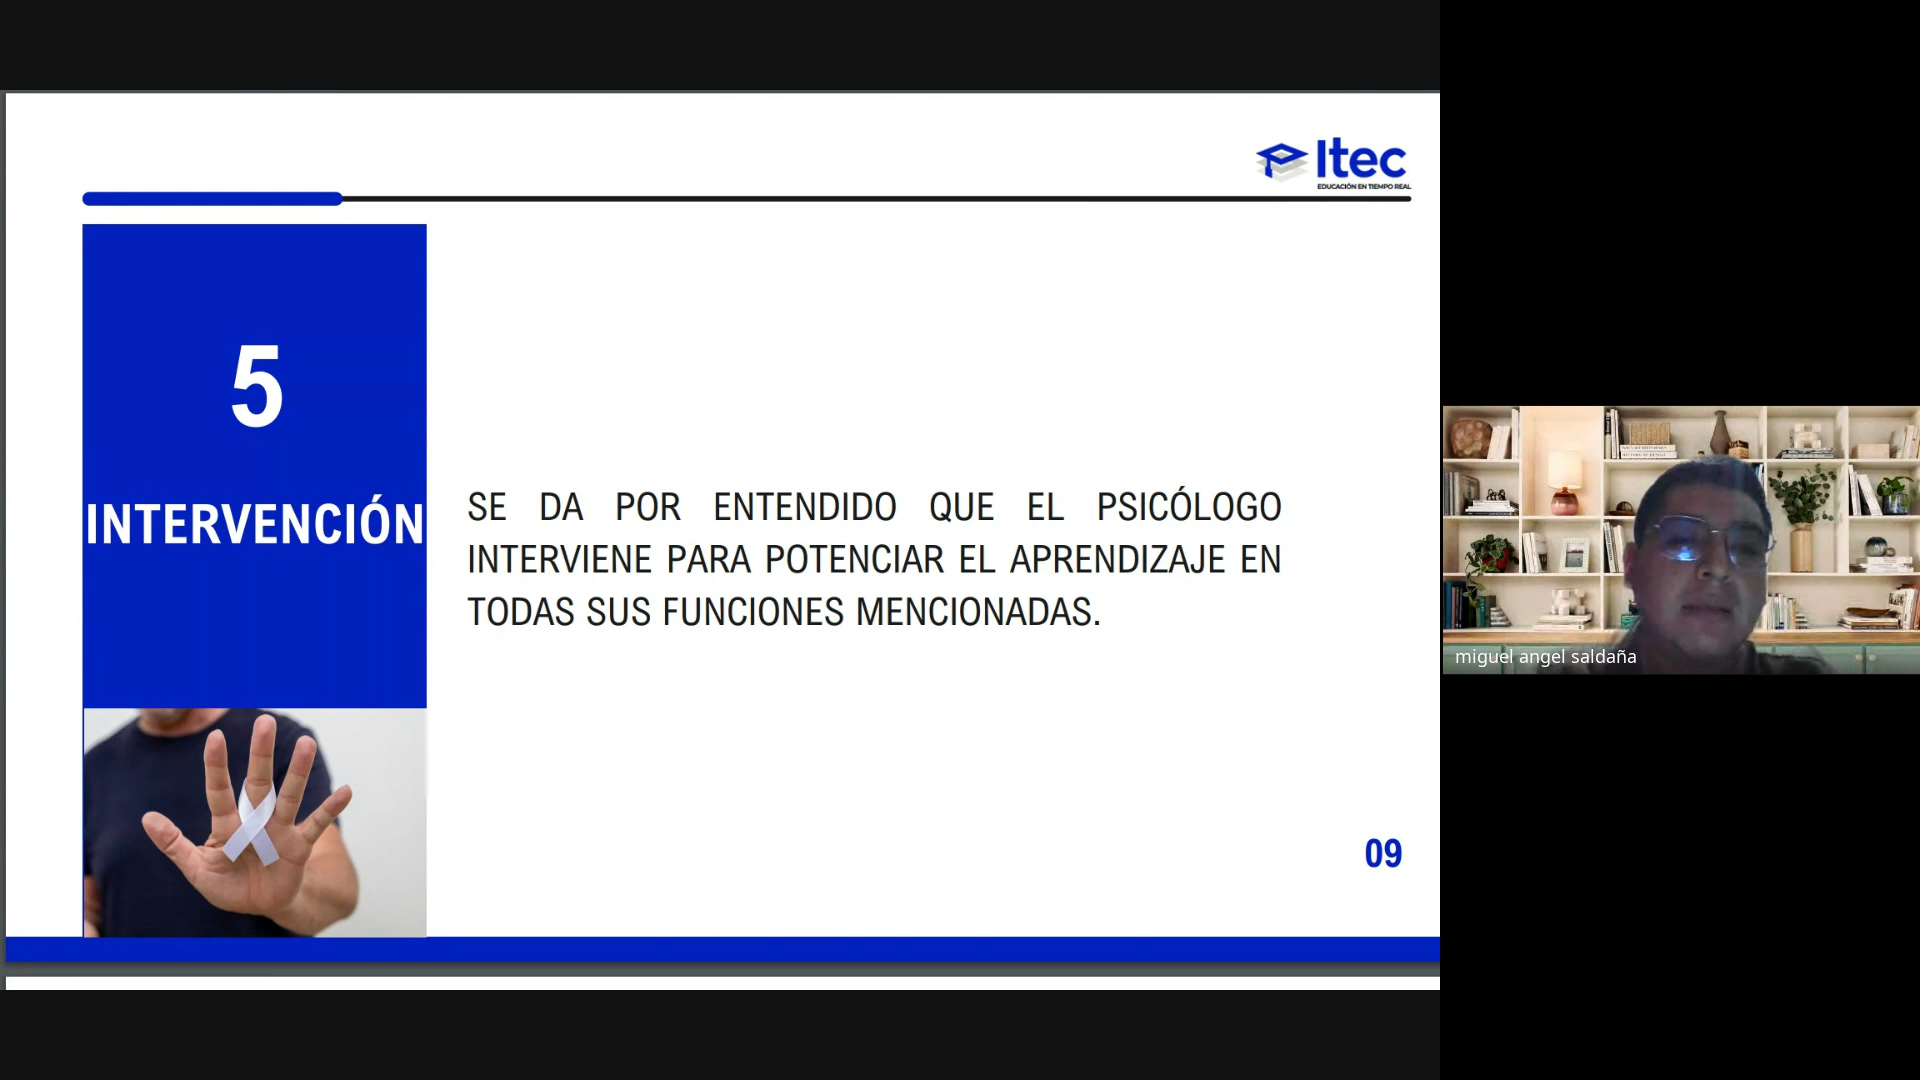 Itec
EDUCACIÓN EN TIEMPO REAL
5
INTERVENCIÓN
SE DA POR ENTENDIDO QUE EL PSICÓLOGO
INTERVIENE PARA POTENCIAR EL APRENDIZAJE EN
TODAS SUS FUNCIONES MENCIONADAS.
09
miguel angel saldaña